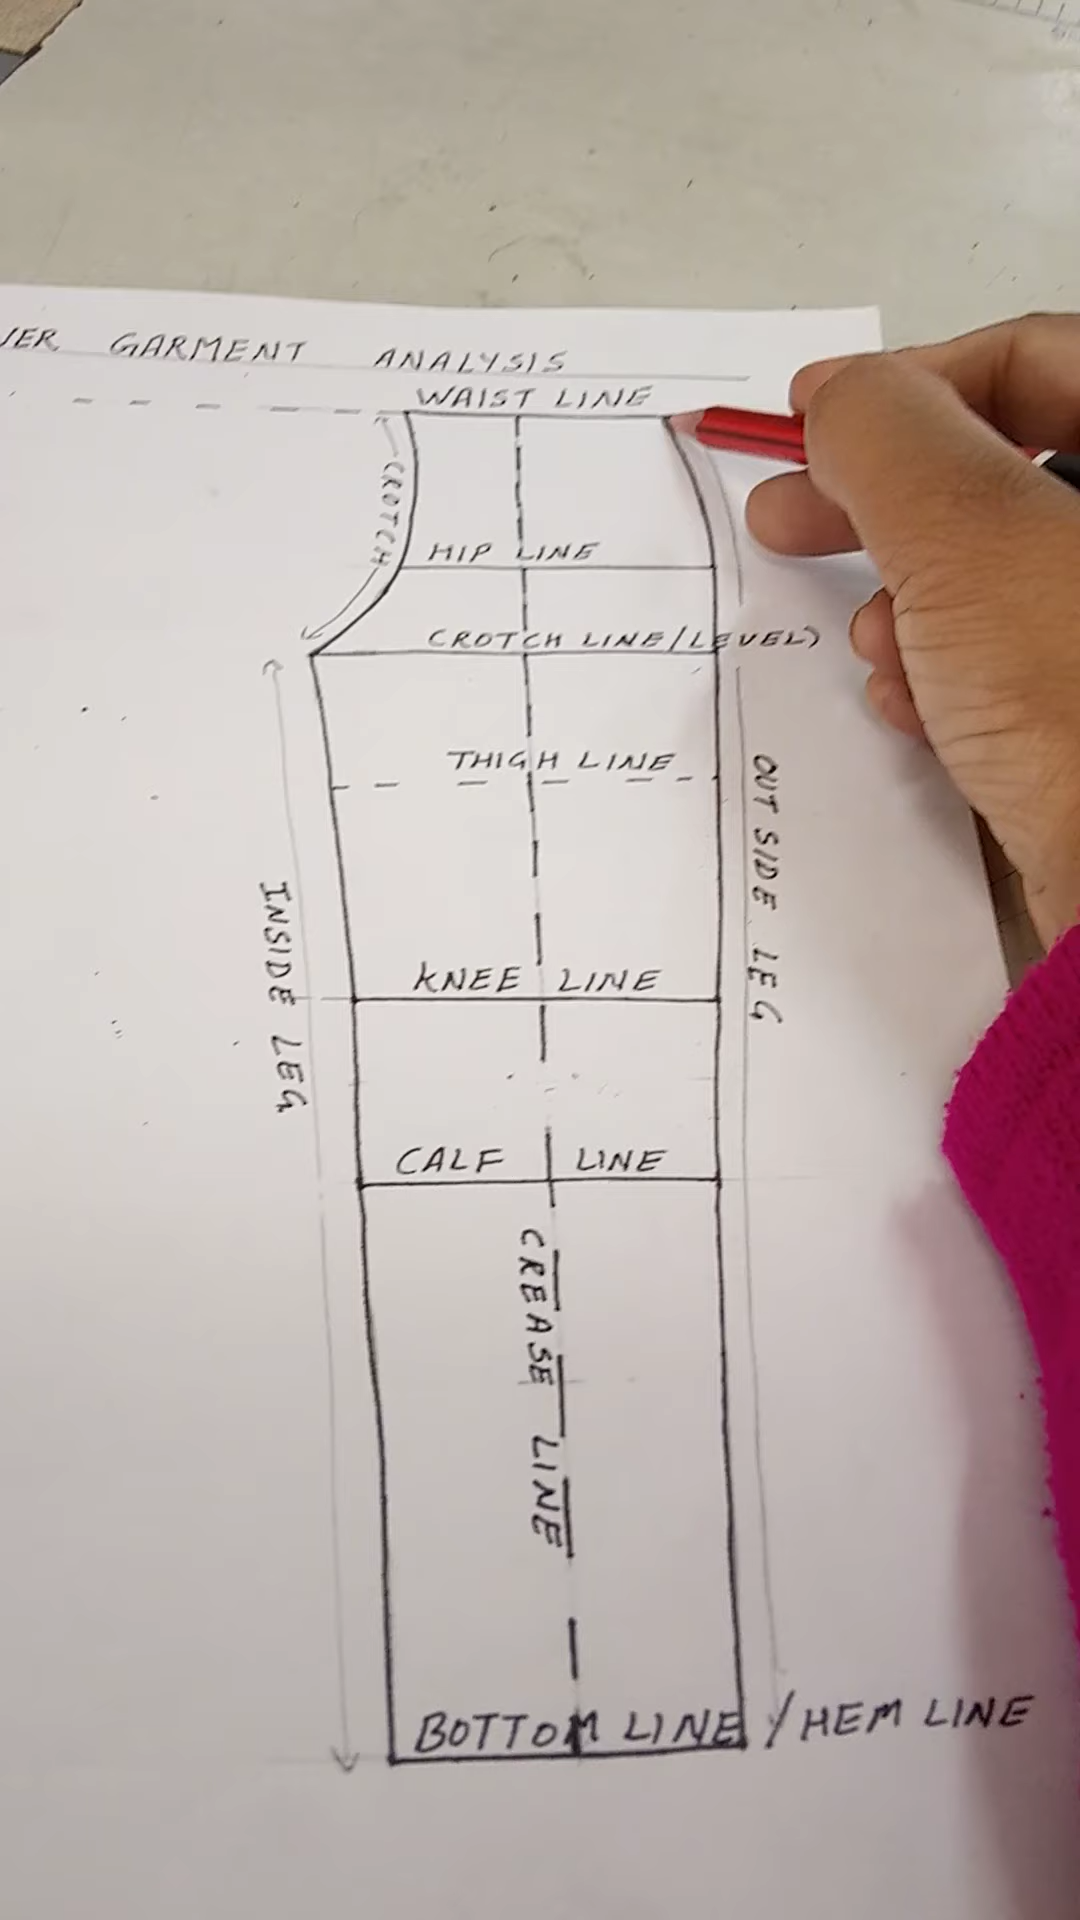 VER GARMENT ANALYSIS
WAIST LINE
CROTCH
HIP LINE
CROTCH LINE/LEVEL)
THIGH LINE
OUT SIDE LEG
INSIDE LEG
KNEE LINE
CALF LINE
CREASE LINE
BOTTOM LINE / HEM LINE